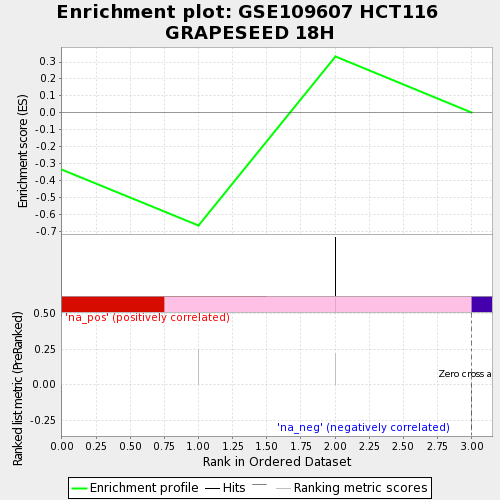 Enrichment plot: GSE109607 HCT116
GRAPESEED 18H
Enrichment score (ES)
0.3
0.2
0.1
0.0
-0.1
-0.2
-0.3
-0.4
-0.5
-0.6
-0.7
Ranked list metric (PreRanked)
0.50
0.25
0.00
-0.25
'na_pos' (positively correlated)
Zero cross a
'na_neg' (negatively correlated)
0.00 0.25 0.50 0.75 1.00 1.25 1.50 1.75 2.00 2.25 2.50 2.75 3.00
Rank in Ordered Dataset
Enrichment profile Hits Ranking metric scores